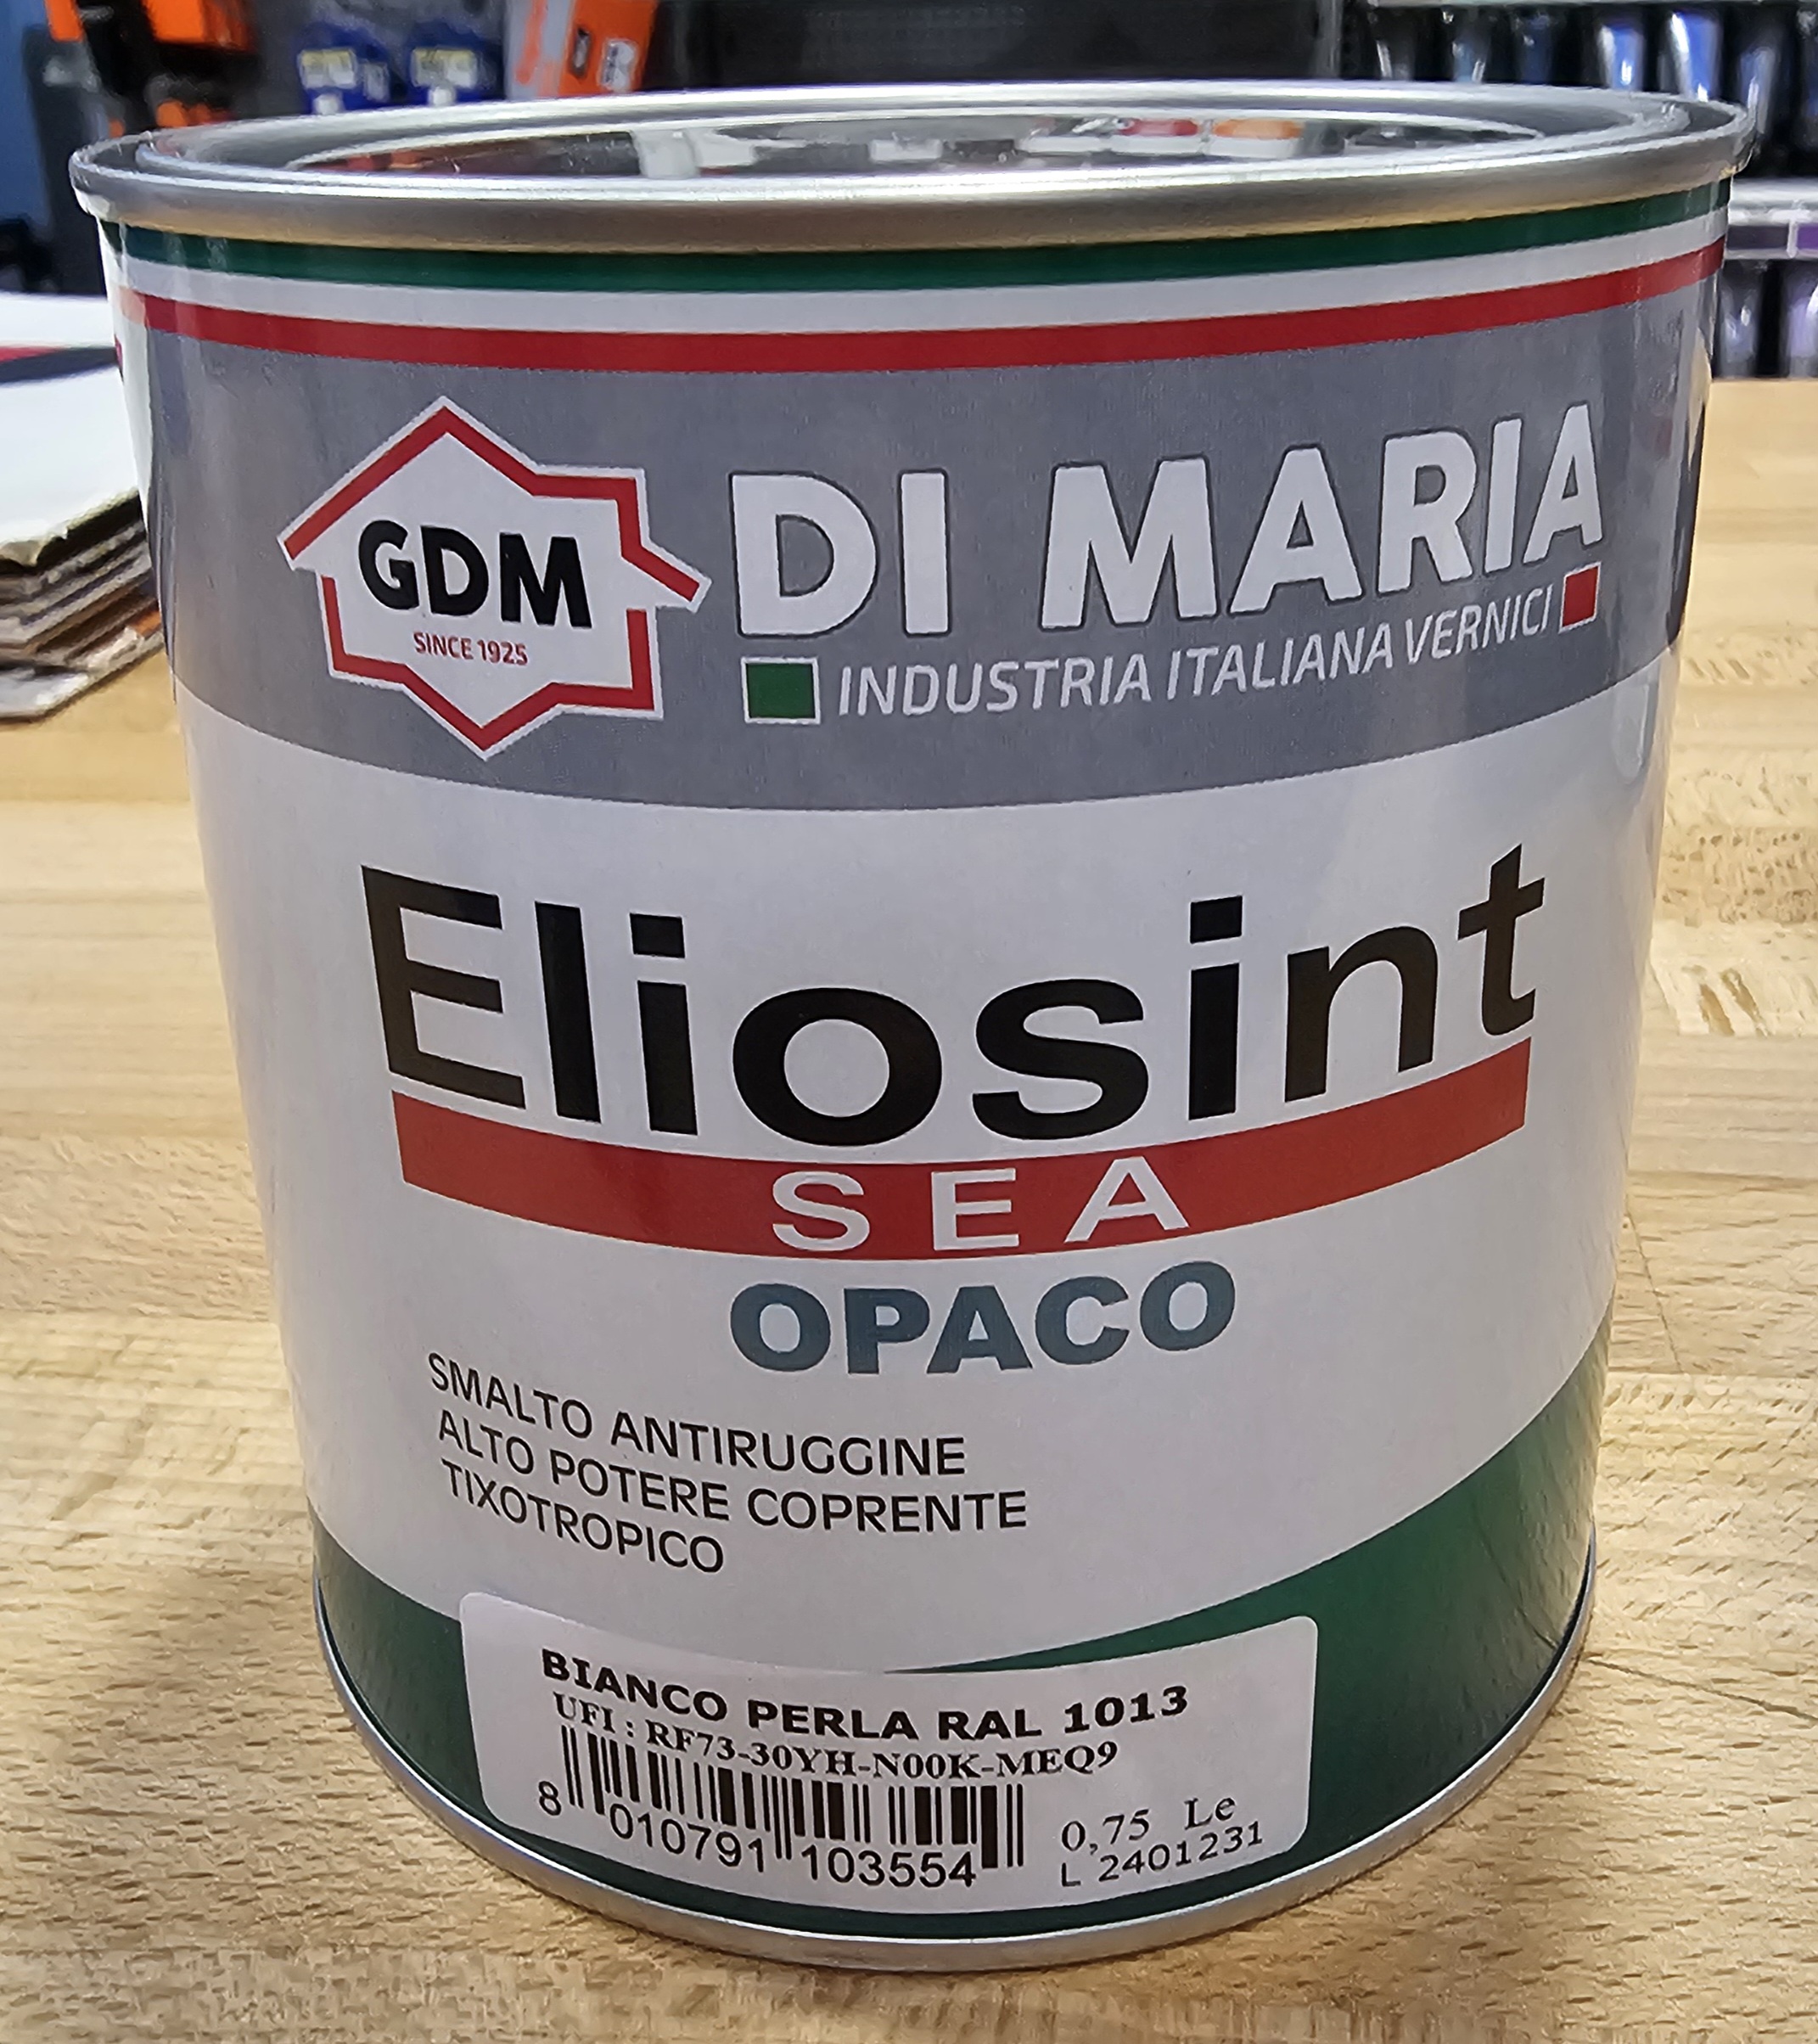 GDM
SINCE 1925
DI MARIA
INDUSTRIA ITALIANA VERNICI
Eliosint
SEA
OPACO
SMALTO ANTIRUGGINE
ALTO POTERE COPRENTE
TIXOTROPICO
BIANCO PERLA RAL 1013
UFI : RF73-30YH-N00K-MEQ9
8 010791 103554
0,75 Le
L 2401231